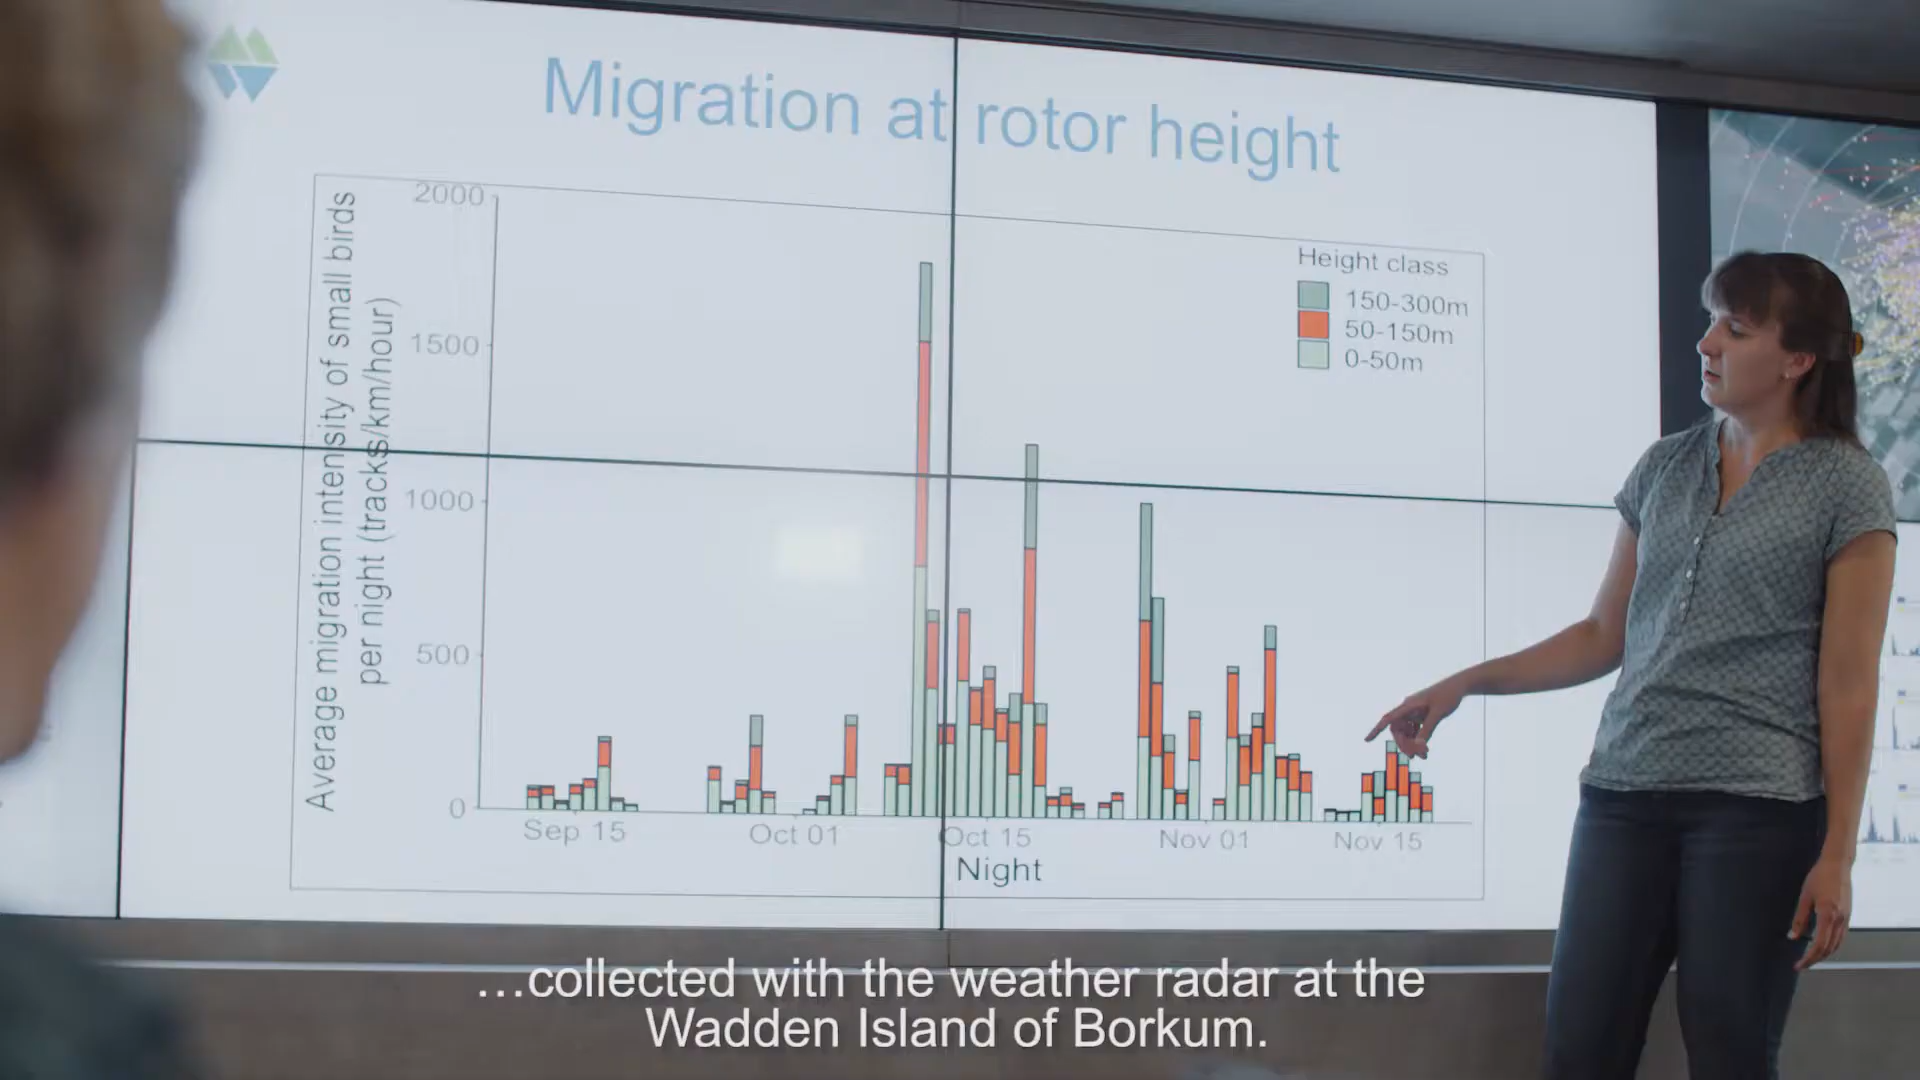 Migration at rotor height
Average migration intensity of small birds
per night (tracks/km/hour)
2000
1500
1000
500
0
Height class
150-300m
50-150m
0-50m
Sep 15
Oct 01
Oct 15
Nov 01
Nov 15
Night
...collected with the weather radar at the
Wadden Island of Borkum.